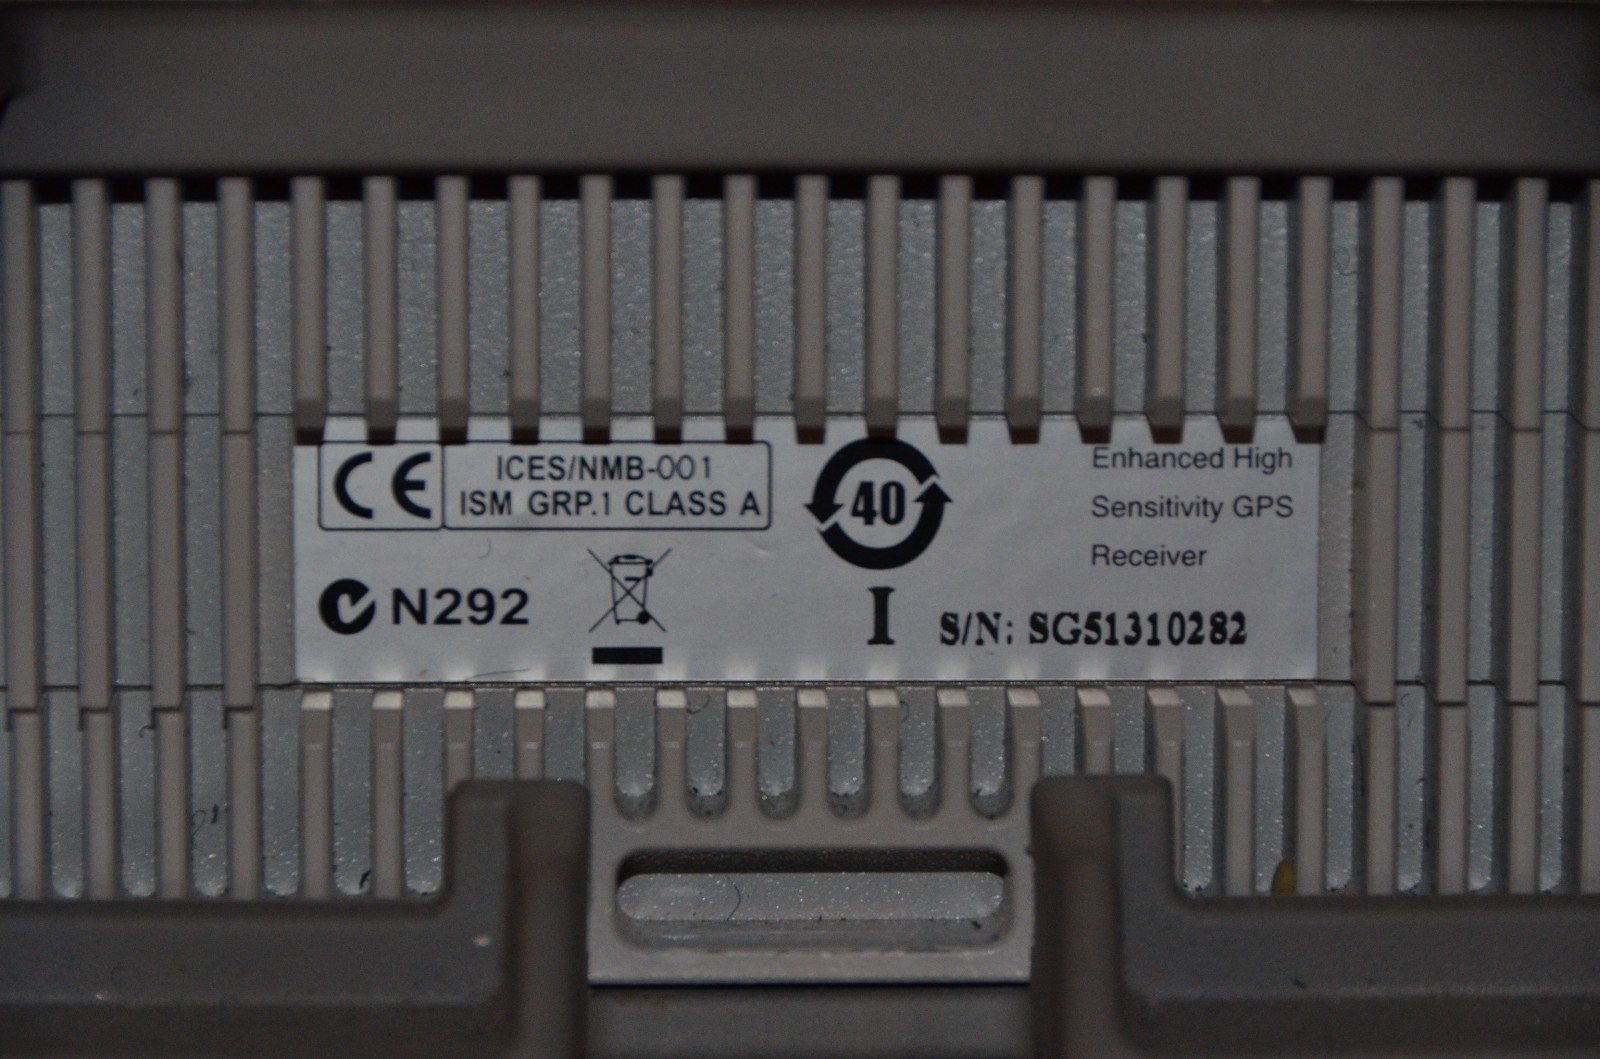 CE
ICES/NMB-001
ISM GRP.1 CLASS A
40
Enhanced High
Sensitivity GPS
Receiver
N292
I
S/N: SG51310282